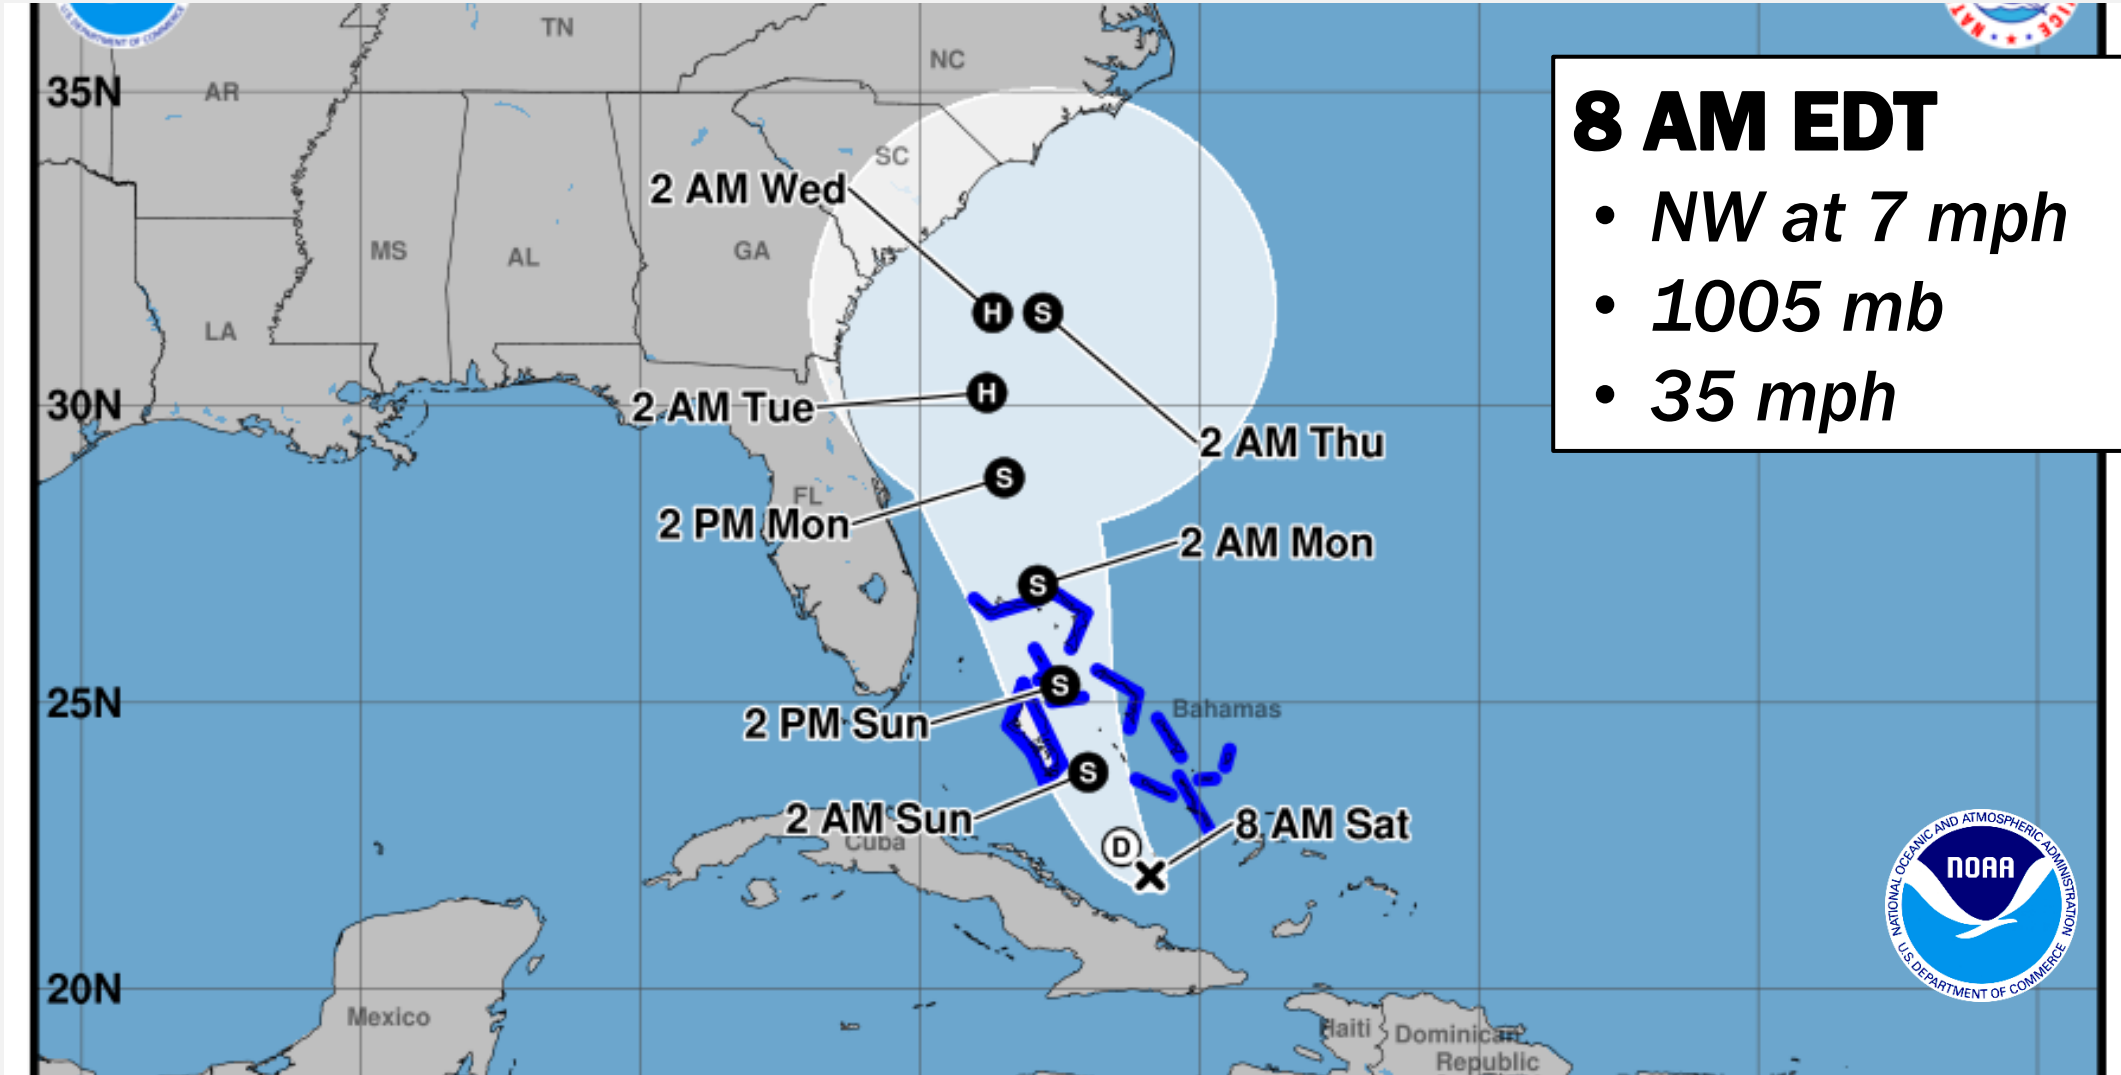 U.S. DEPARTMENT OF COMMERCE
TN
NC
35N
AR
8 AM EDT
• NW at 7 mph
• 1005 mb
• 35 mph
SC
2 AM Wed
MS
AL
GA
H
S
LA
H
30N
2 AM Tue
2 AM Thu
S
FL
2 PM Mon
2 AM Mon
S
S
25N
Bahamas
2 PM Sun
S
2 AM Sun
8 AM Sat
Cuba
D
NATIONAL OCEANIC AND ATMOSPHERIC ADMINISTRATION
NOAA
U.S. DEPARTMENT OF COMMERCE
20N
Mexico
Haiti
Dominican
Republic